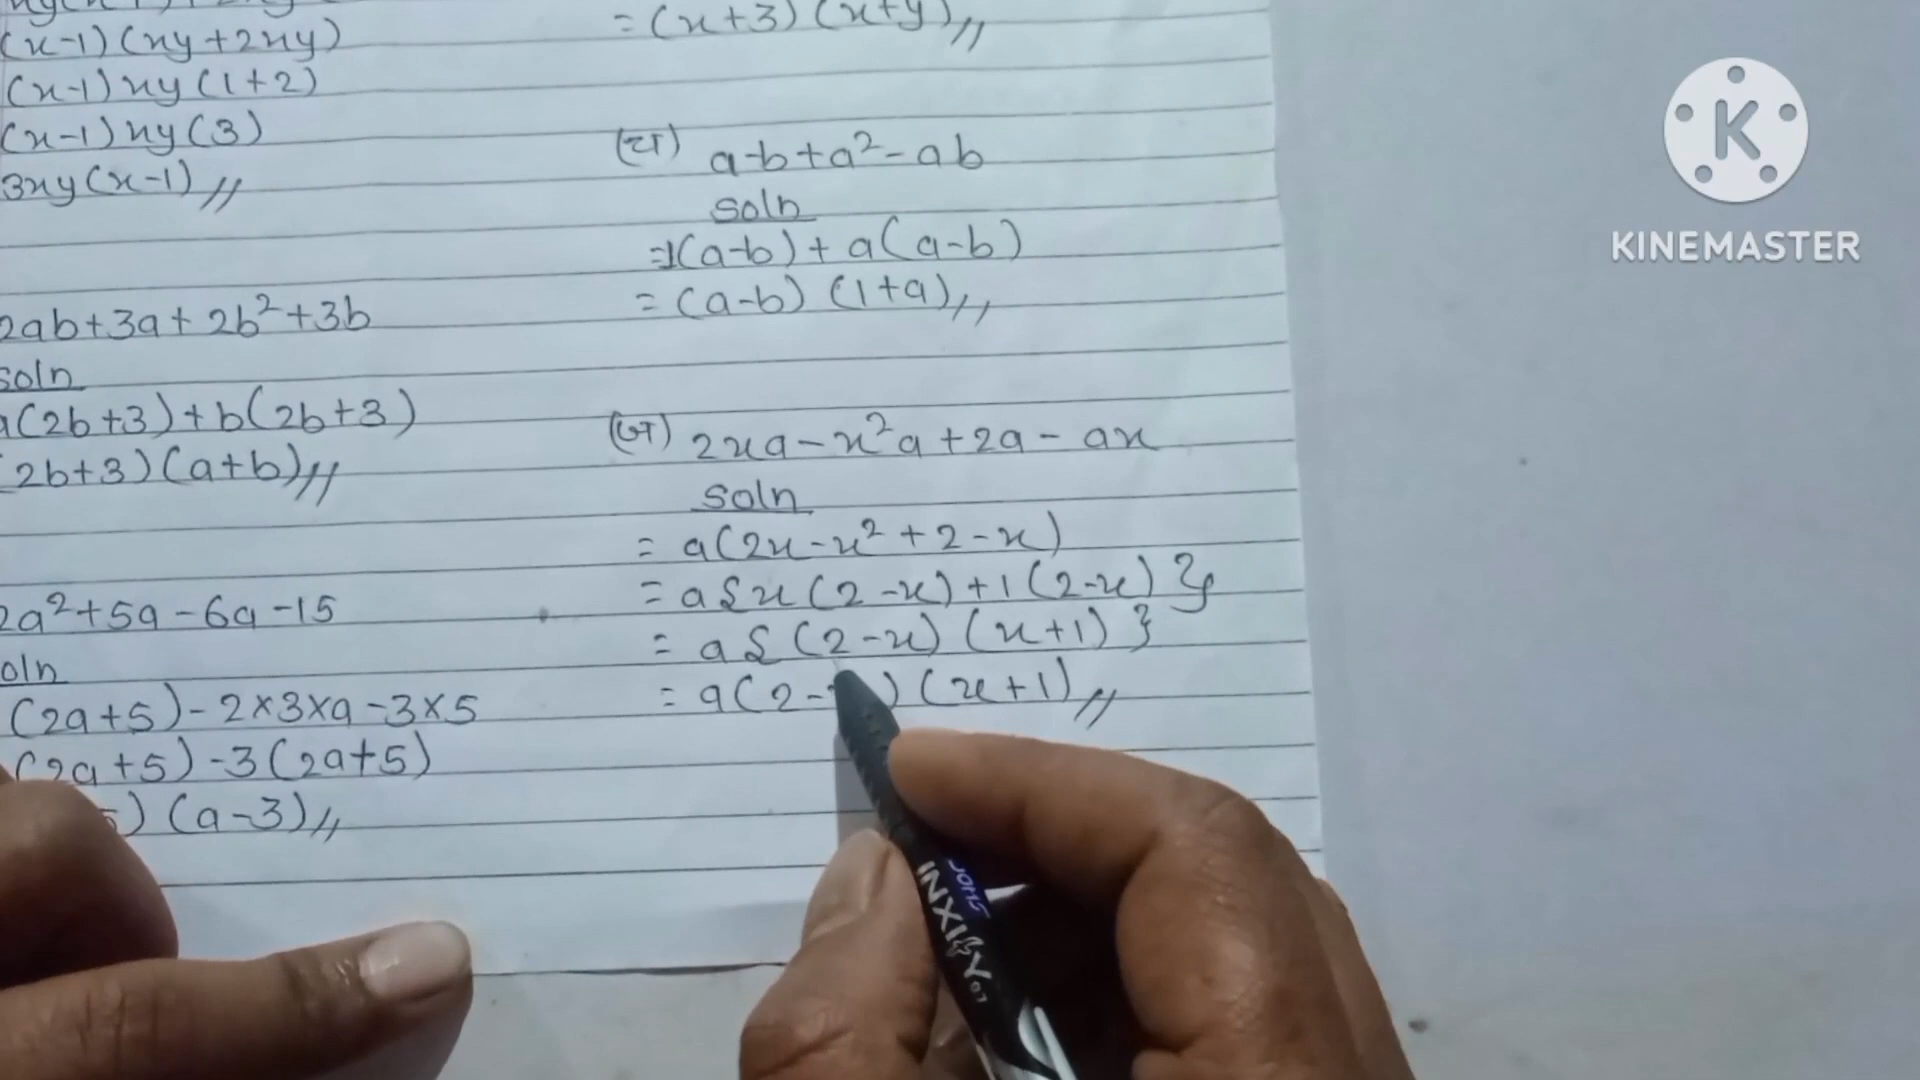 (x-1)(xy+2xy)
(x-1)xy(1+2)
(x-1)xy(3)
3xy(x-1)//
2ab+3a+2b²+3b
soln
a(2b+3)+b(2b+3)
(2b+3)(a+b)//
2a²+5a-6a-15
soln
(2a+5)-2×3×a-3×5
(2a+5)-3(2a+5)
) (a-3)//
=(x+3)(x+y)//
a-b+a²-ab
soln
=1(a-b)+a(a-b)
=(a-b)(1+a)//
(ञ) 2xa-x²a+2a-ax
soln
=a(2x-x²+2-x)
=a{x(2-x)+1(2-x)}
=a{(2-x)(x+1)}
=a(2-x)(x+1)//
KINEMASTER
INXGY 07